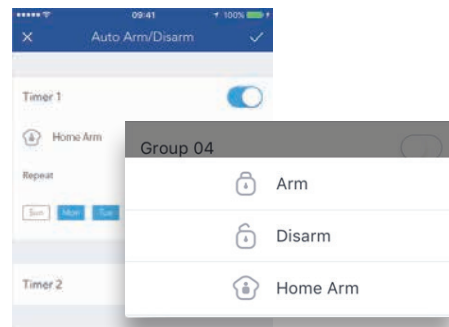 09:41
100%
Auto Arm/Disarm
Timer 1
Home Arm
Repeat
Sun Mon Tue
Timer 2
Group 04
Arm
Disarm
Home Arm